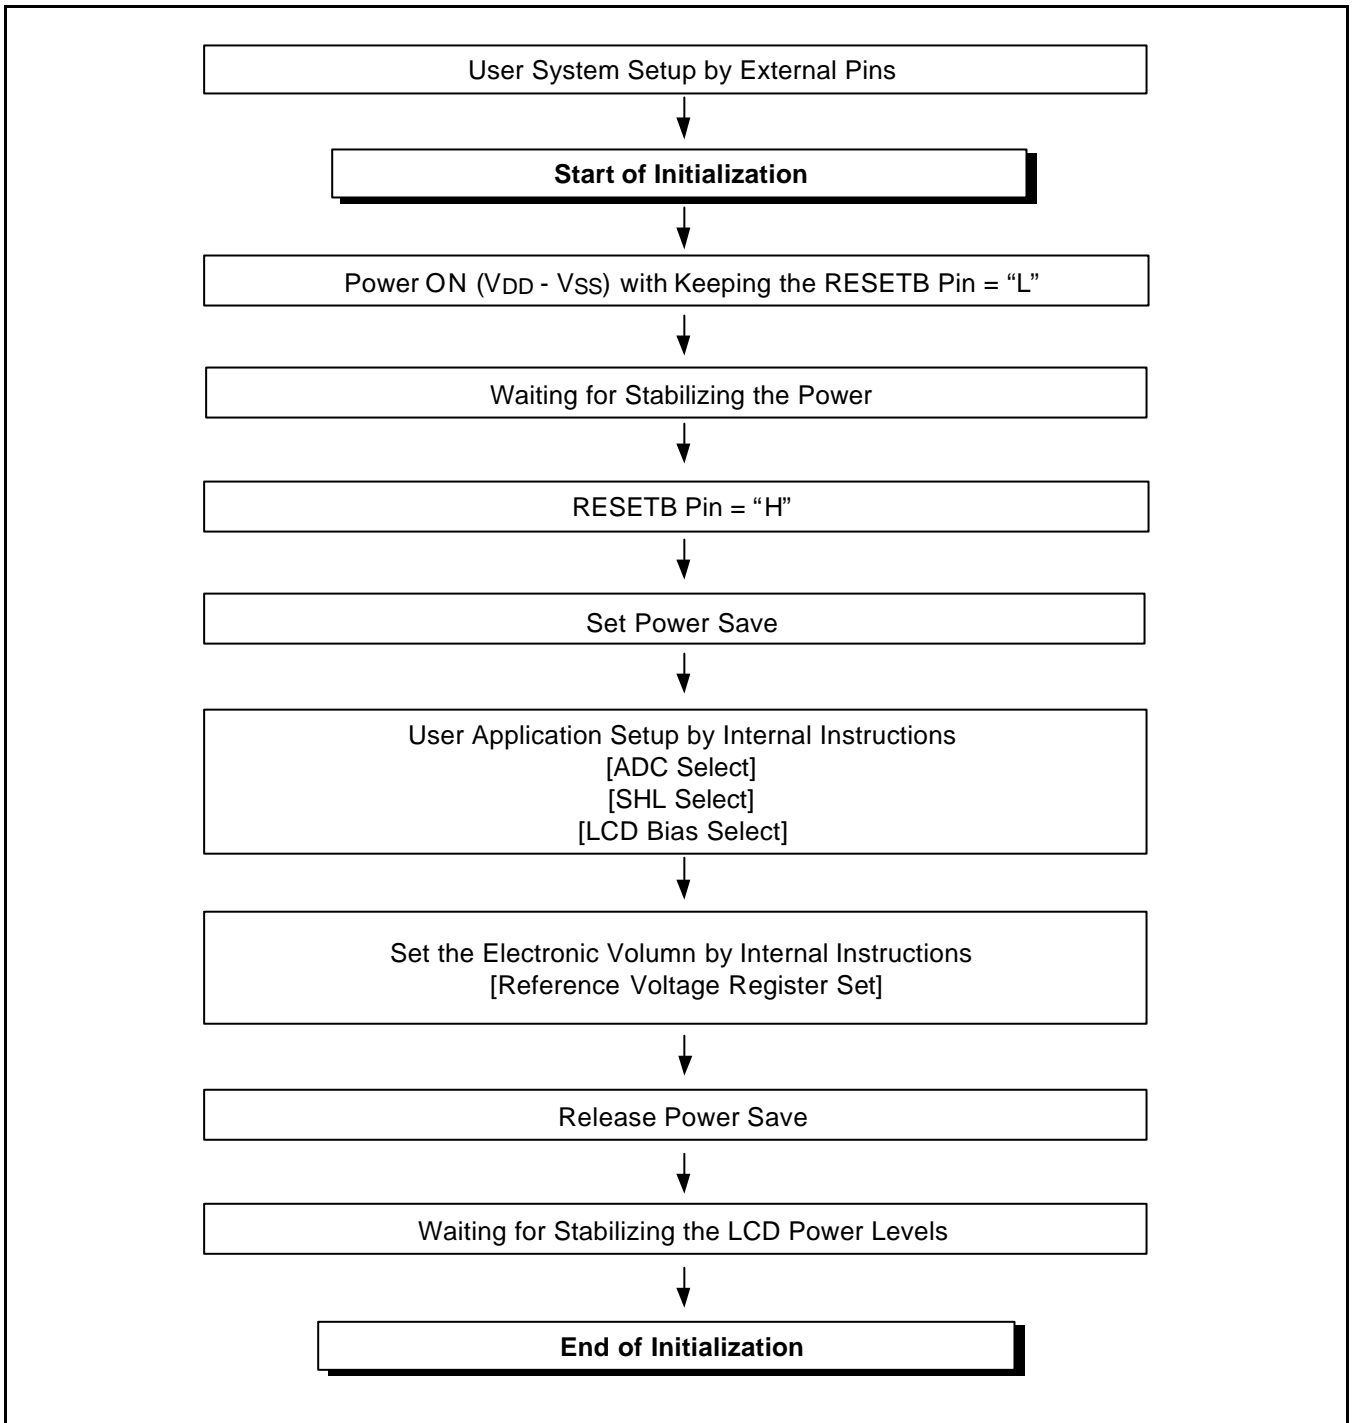 User System Setup by External Pins
Start of Initialization
Power ON (VDD - VSS) with Keeping the RESETB Pin = “L”
Waiting for Stabilizing the Power
RESETB Pin = “H”
Set Power Save
User Application Setup by Internal Instructions
[ADC Select]
[SHL Select]
[LCD Bias Select]
Set the Electronic Volumn by Internal Instructions
[Reference Voltage Register Set]
Release Power Save
Waiting for Stabilizing the LCD Power Levels
End of Initialization